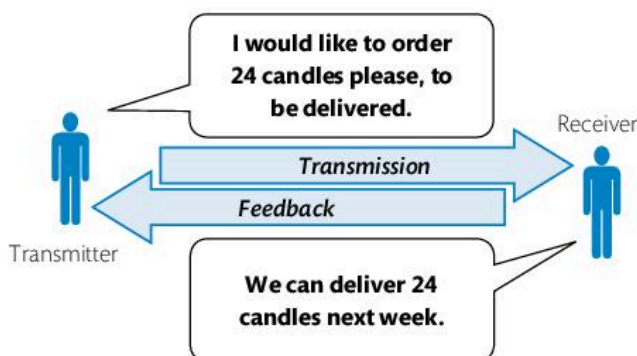 I would like to order
24 candles please, to
be delivered.
Receiver
Transmission
Feedback
Transmitter
We can deliver 24
candles next week.